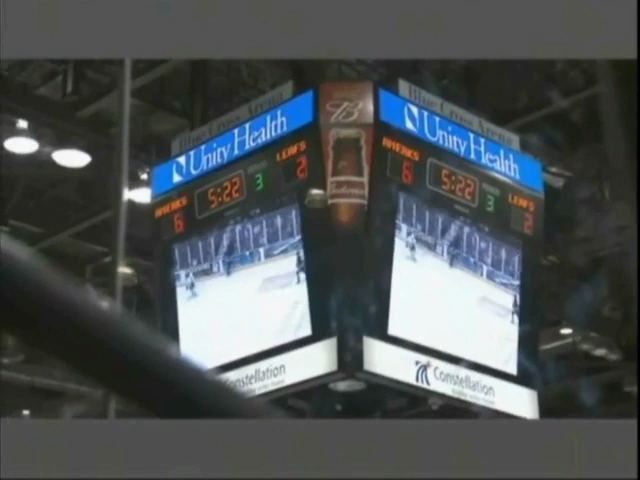 Blue Cross Arena
Unity Health
AMERKS LEAFS
6 5:22 3 2
Budweiser
Constellation
Blue Cross Arena
Unity Health
AMERKS LEAFS
6 5:22 3 2
Constellation